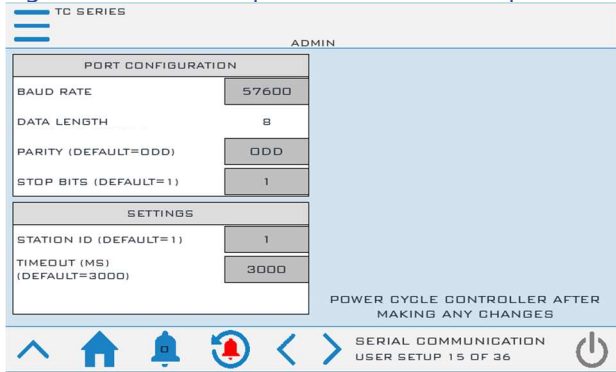 TC SERIES
ADMIN
PORT CONFIGURATION
BAUD RATE 57600
DATA LENGTH 8
PARITY (DEFAULT=ODD) ODD
STOP BITS (DEFAULT=1) 1
SETTINGS
STATION ID (DEFAULT=1) 1
TIMEOUT (MS)
(DEFAULT=3000) 3000
POWER CYCLE CONTROLLER AFTER
MAKING ANY CHANGES
0
SERIAL COMMUNICATION
USER SETUP 15 OF 36